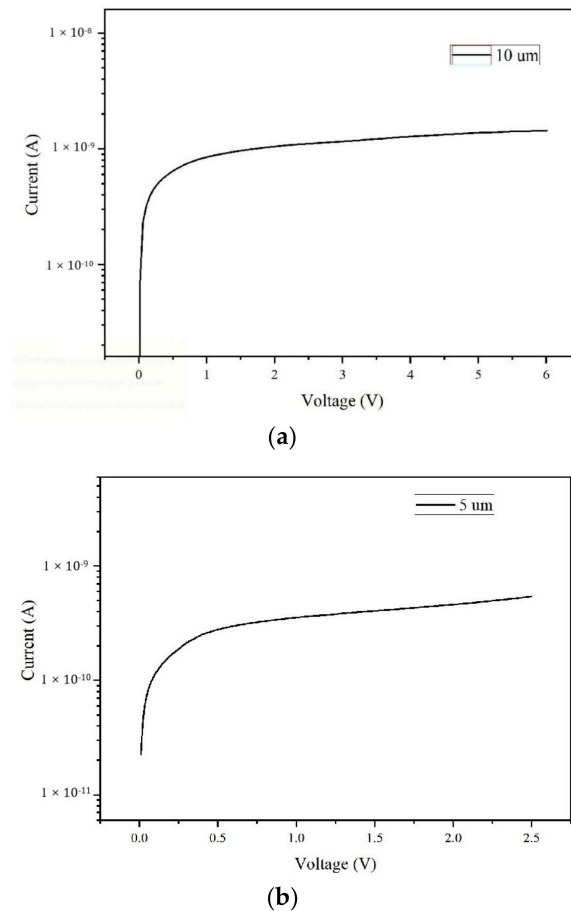 1 × 10⁻⁸
10 um
1 × 10⁻⁹
Current (A)
1 × 10⁻¹⁰
0 1 2 3 4 5 6
Voltage (V)
(a)
5 um
1 × 10⁻⁹
Current (A)
1 × 10⁻¹⁰
1 × 10⁻¹¹
0.0 0.5 1.0 1.5 2.0 2.5
Voltage (V)
(b)